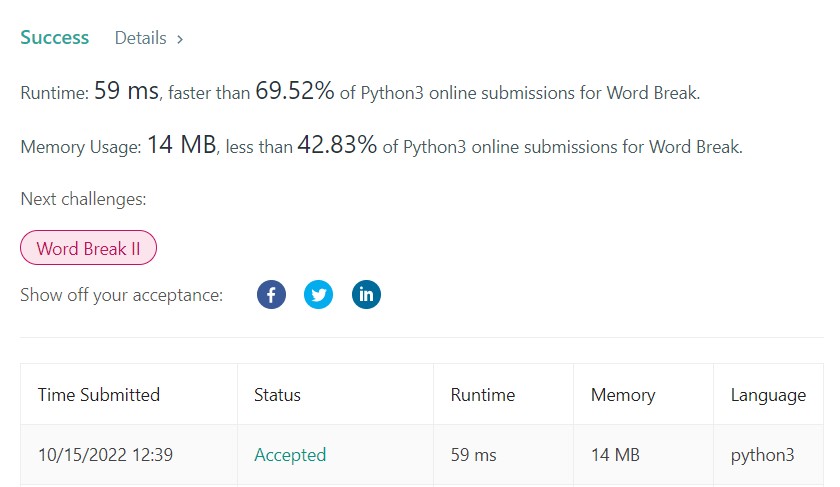 Success Details >
Runtime: 59 ms, faster than 69.52% of Python3 online submissions for Word Break.
Memory Usage: 14 MB, less than 42.83% of Python3 online submissions for Word Break.
Next challenges:
Word Break II
Show off your acceptance: f in
Time Submitted Status Runtime Memory Language
10/15/2022 12:39 Accepted 59 ms 14 MB python3